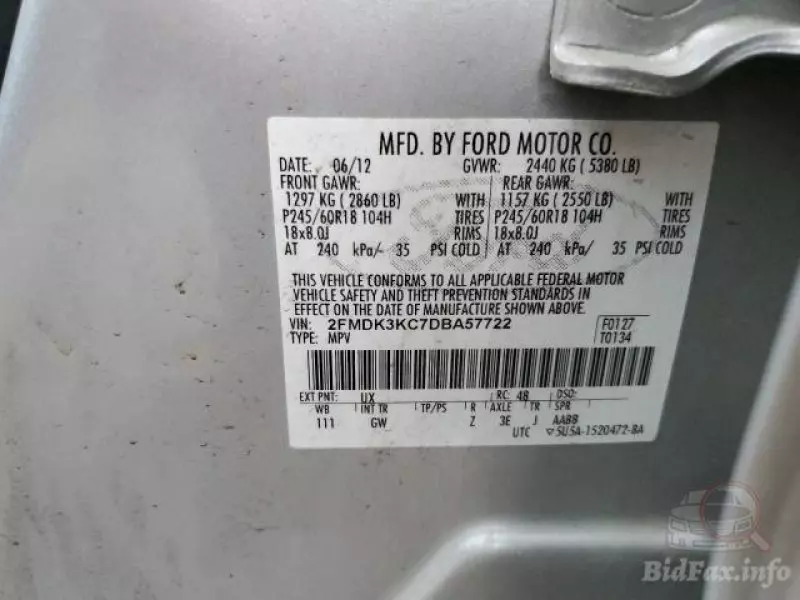 MFD. BY FORD MOTOR CO.
DATE: 06/12 GVWR: 2440 KG ( 5380 LB)
FRONT GAWR: REAR GAWR:
1297 KG ( 2860 LB) WITH 1157 KG ( 2550 LB) WITH
P245/60R18 104H TIRES P245/60R18 104H TIRES
18x8.0J RIMS 18x8.0J RIMS
AT 240 kPa/ 35 PSI COLD AT 240 kPa/ 35 PSI COLD
THIS VEHICLE CONFORMS TO ALL APPLICABLE FEDERAL MOTOR
VEHICLE SAFETY AND THEFT PREVENTION STANDARDS IN
EFFECT ON THE DATE OF MANUFACTURE SHOWN ABOVE.
VIN: 2FMDK3KC7DBA57722 F0127
TYPE: MPV T0134
EXT PNT: UX RC: 48 DSO:
WB INT TR TP/PS R AXLE TR SPR
111 GW Z 3E J AABB
UTC 5U5A-1520472-BA
BidFax.info